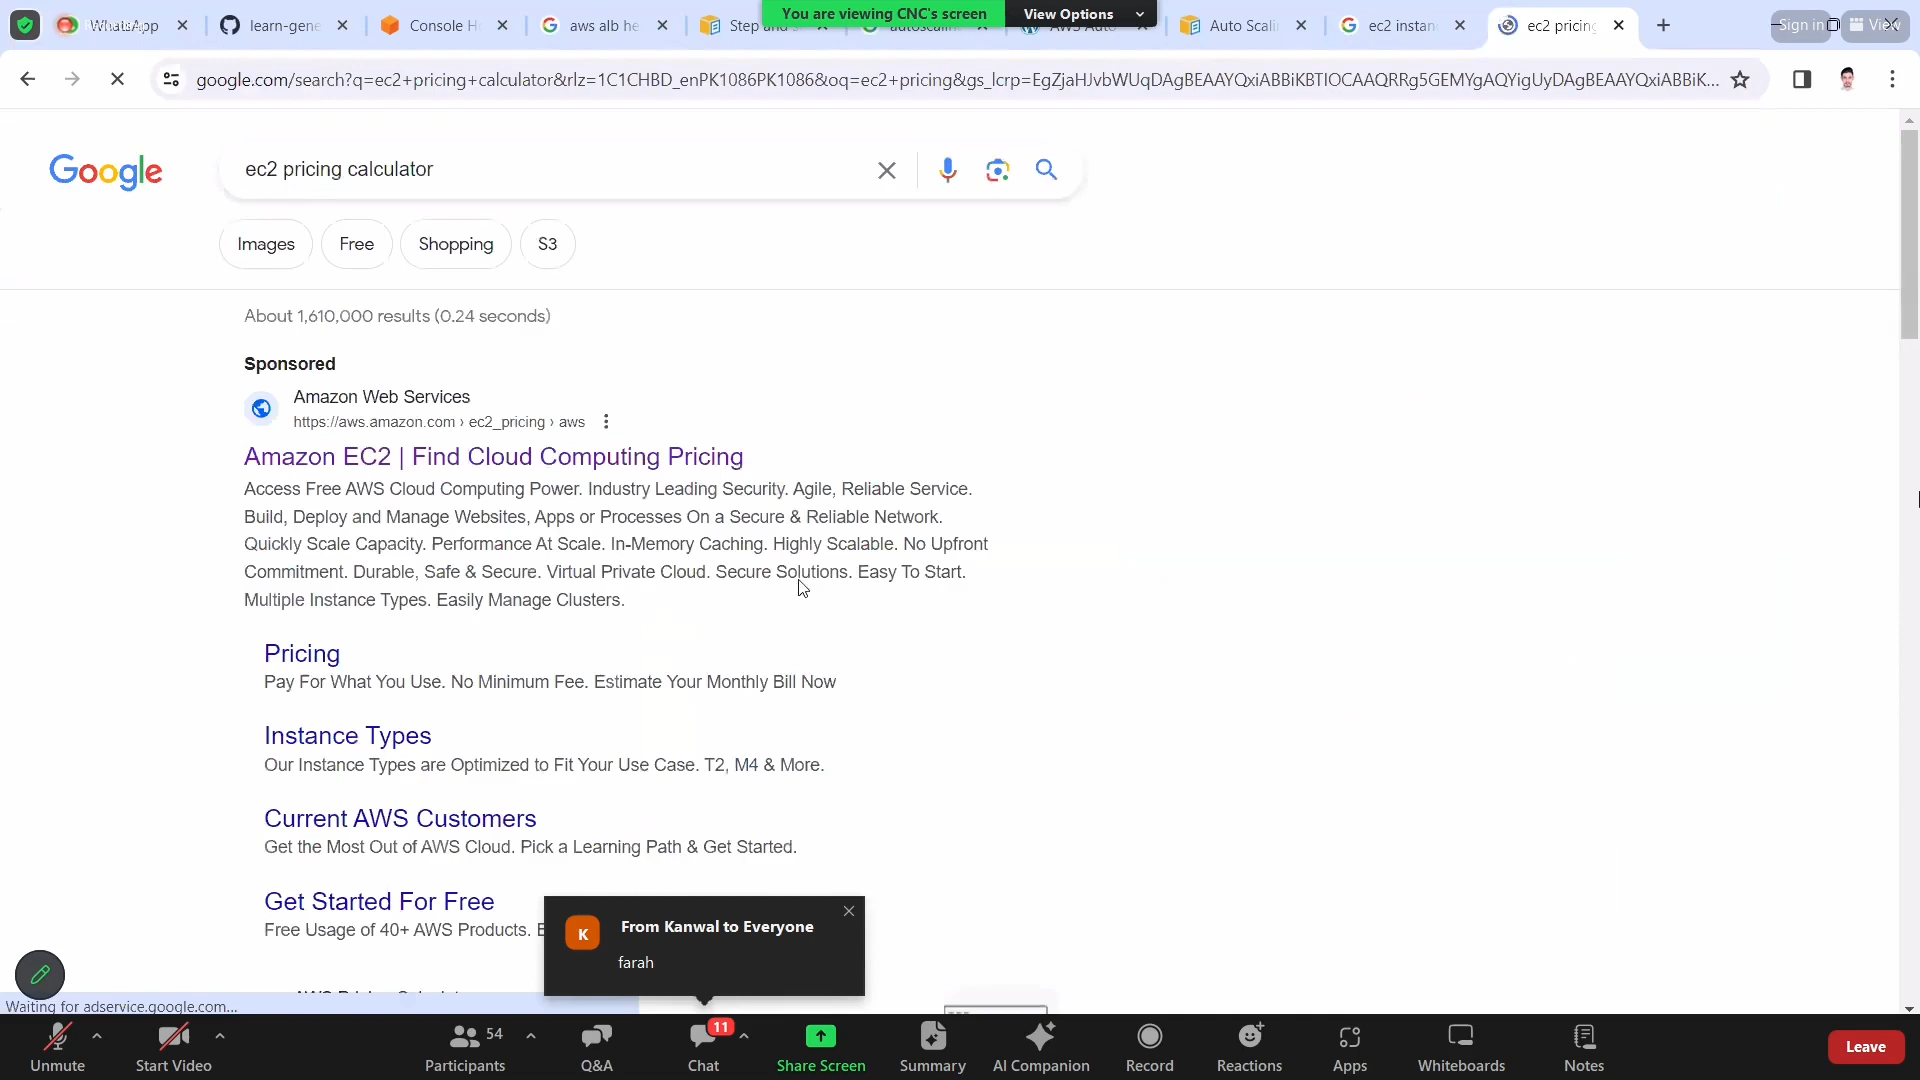 WhatsApp
learn-gene
Console H
aws alb he
Step
You are viewing CNC's screen
View Options
Auto Scali
ec2 instan
ec2 pricing
Sign in
View
google.com/search?q=ec2+pricing+calculator&rlz=1C1CHBD_enPK1086PK1086&oq=ec2+pricing&gs_lcrp=EgZjaHJvbWUqDAgBEAAYQxiABBiKBTIOCAAQRRg5GEMYgAQYigUyDAgBEAAYQxiABBiK...
Google
ec2 pricing calculator
Images
Free
Shopping
S3
About 1,610,000 results (0.24 seconds)
Sponsored
Amazon Web Services
https://aws.amazon.com › ec2_pricing › aws
Amazon EC2 | Find Cloud Computing Pricing
Access Free AWS Cloud Computing Power. Industry Leading Security. Agile, Reliable Service.
Build, Deploy and Manage Websites, Apps or Processes On a Secure & Reliable Network.
Quickly Scale Capacity. Performance At Scale. In-Memory Caching. Highly Scalable. No Upfront
Commitment. Durable, Safe & Secure. Virtual Private Cloud. Secure Solutions. Easy To Start.
Multiple Instance Types. Easily Manage Clusters.
Pricing
Pay For What You Use. No Minimum Fee. Estimate Your Monthly Bill Now
Instance Types
Our Instance Types are Optimized to Fit Your Use Case. T2, M4 & More.
Current AWS Customers
Get the Most Out of AWS Cloud. Pick a Learning Path & Get Started.
Get Started For Free
Free Usage of 40+ AWS Products.
K
From Kanwal to Everyone
farah
Waiting for adservice.google.com...
Unmute
Start Video
54
Participants
Q&A
11
Chat
Share Screen
Summary
AI Companion
Record
Reactions
Apps
Whiteboards
Notes
Leave